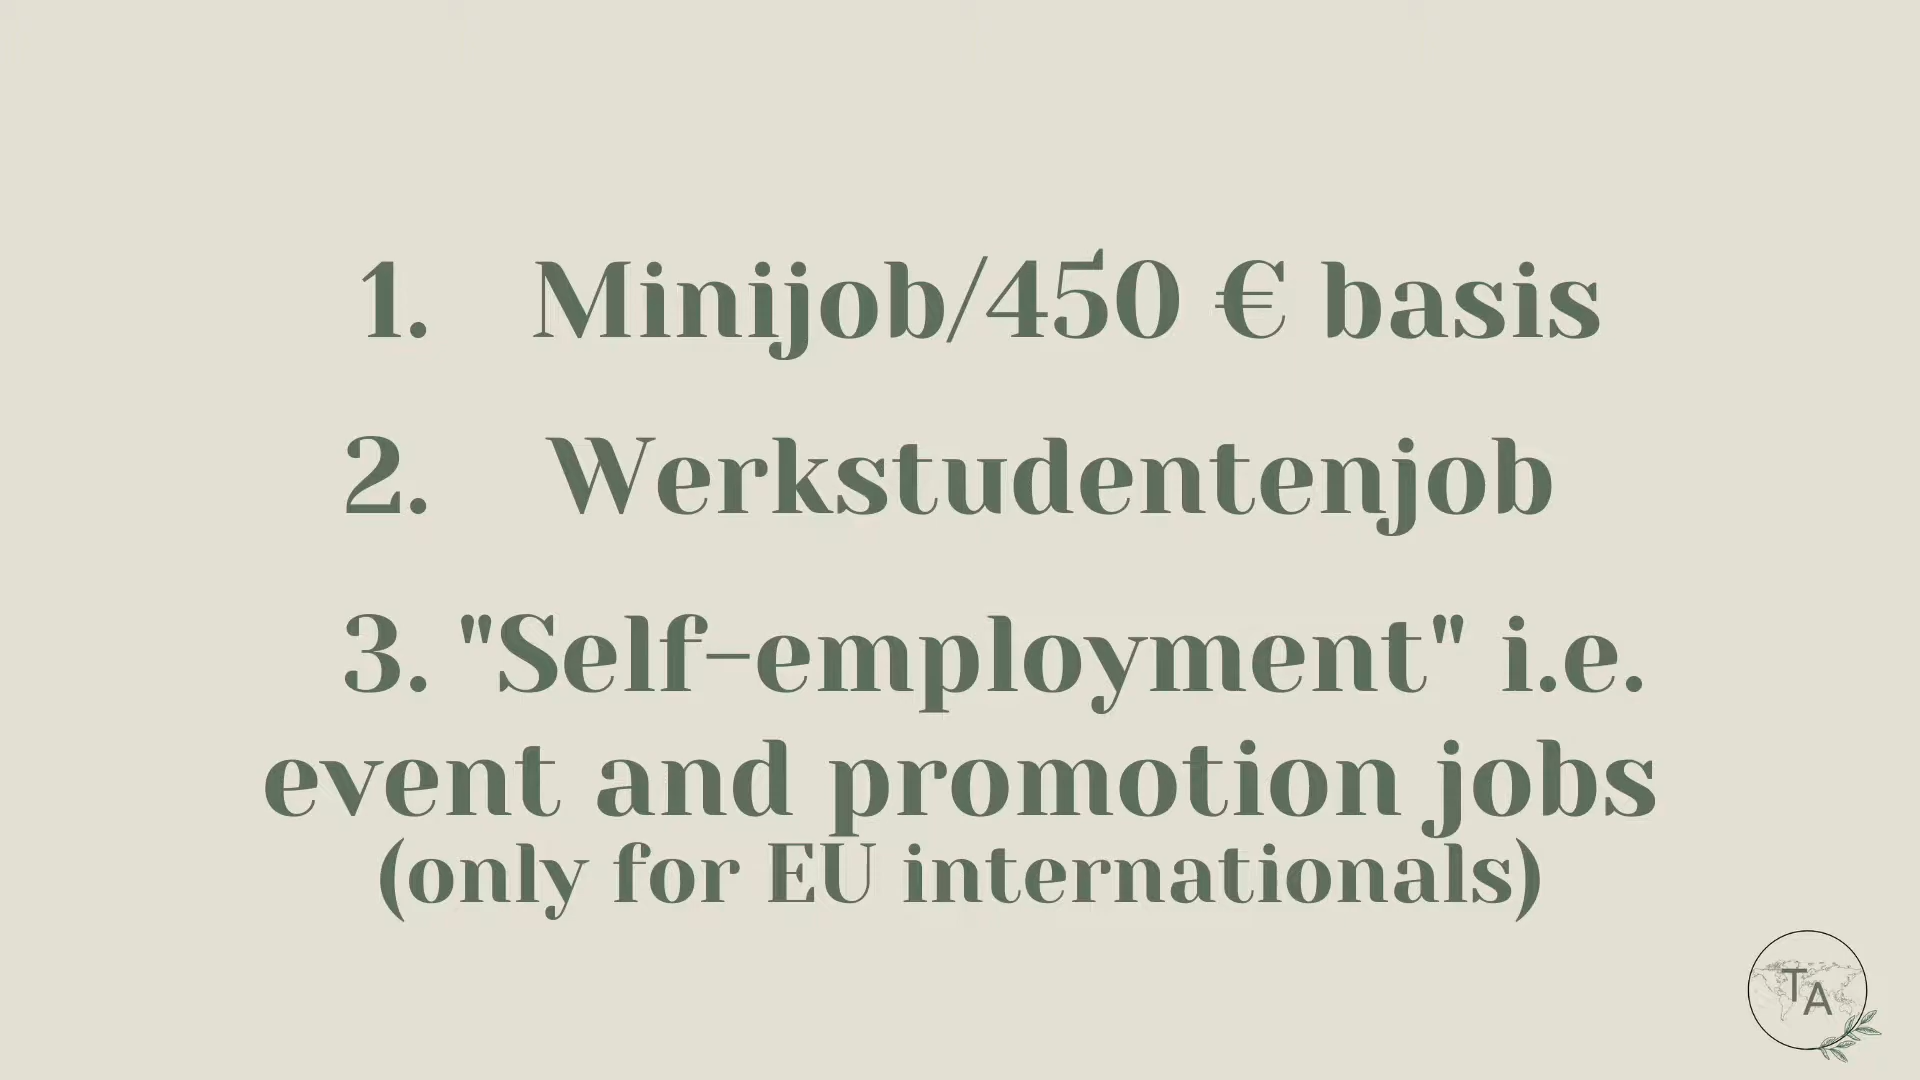 1. Minijob/450 € basis
2. Werkstudentenjob
3. "Self-employment" i.e.
event and promotion jobs
(only for EU internationals)
TA